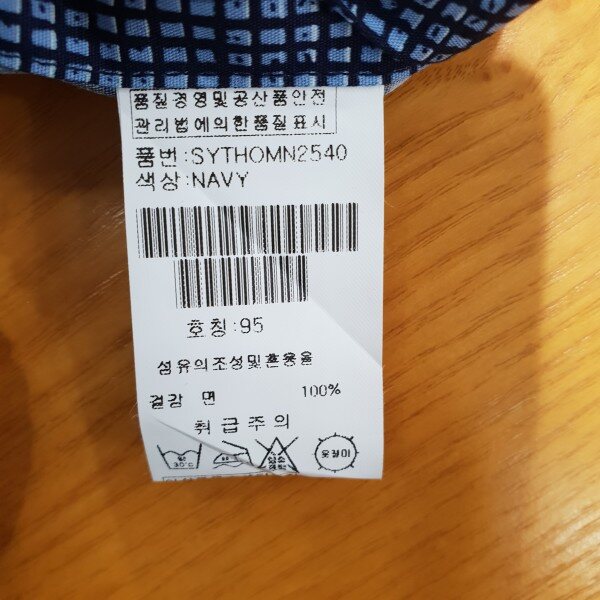 품질경영및공산품안전
관리법에의한품질표시
품번:SYTHOMN2540
색상:NAVY
호칭:95
섬유의조성및혼용율
겉감 면 100%
취급주의
30℃
옷걸이